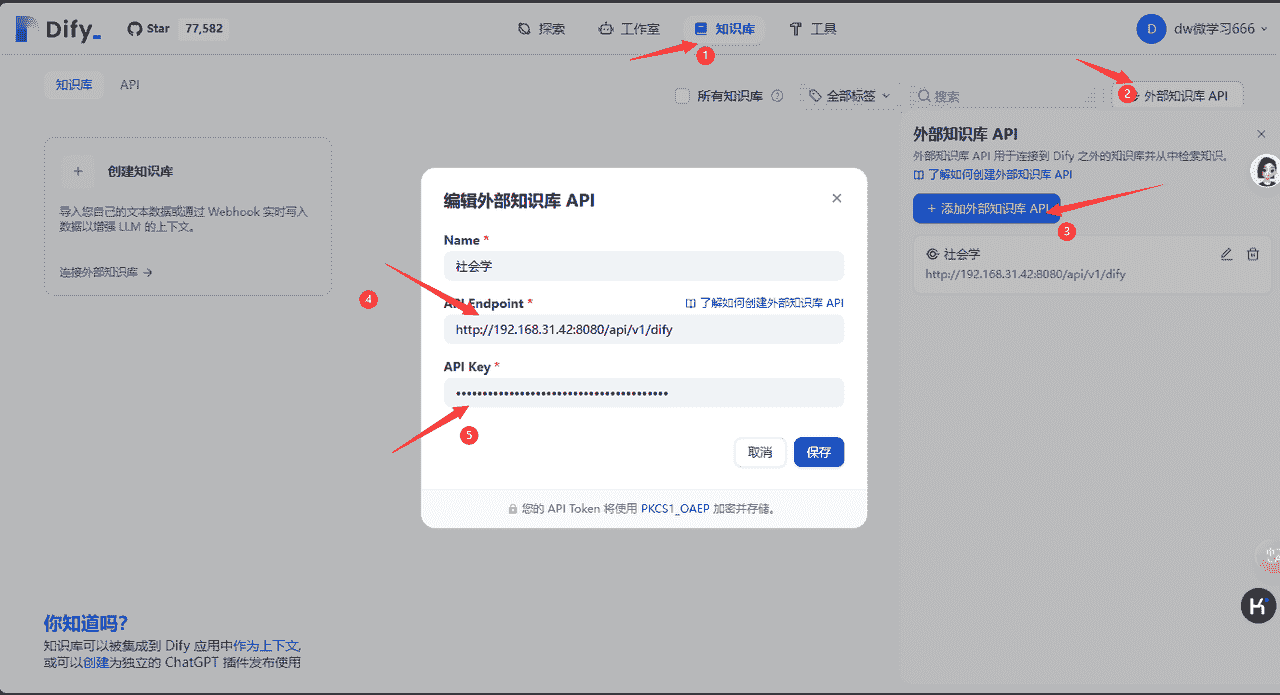 Dify_
Star 77,582
探索
工作室
知识库
工具
D dw微学习666
1
2
知识库
API
所有知识库
全部标签
搜索
外部知识库 API
创建知识库
导入您自己的文本数据或通过 Webhook 实时写入
数据以增强 LLM 的上下文。
连接外部知识库 →
外部知识库 API
外部知识库 API 用于连接到 Dify 之外的知识库并从中检索知识。
了解如何创建外部知识库 API
+ 添加外部知识库 API
3
社会学
http://192.168.31.42:8080/api/v1/dify
编辑外部知识库 API
Name *
社会学
4
API Endpoint *
了解如何创建外部知识库 API
http://192.168.31.42:8080/api/v1/dify
API Key *
5
取消
保存
您的 API Token 将使用 PKCS1_OAEP 加密并存储。
你知道吗?
知识库可以被集成到 Dify 应用中作为上下文,
或可以创建为独立的 ChatGPT 插件发布使用
K